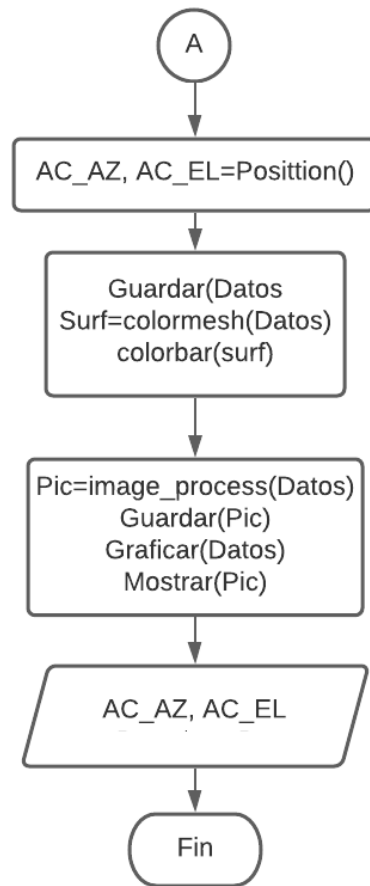 A
AC_AZ, AC_EL=Posittion()
Guardar(Datos
Surf=colormesh(Datos)
colorbar(surf)
Pic=image_process(Datos)
Guardar(Pic)
Graficar(Datos)
Mostrar(Pic)
AC_AZ, AC_EL
Fin